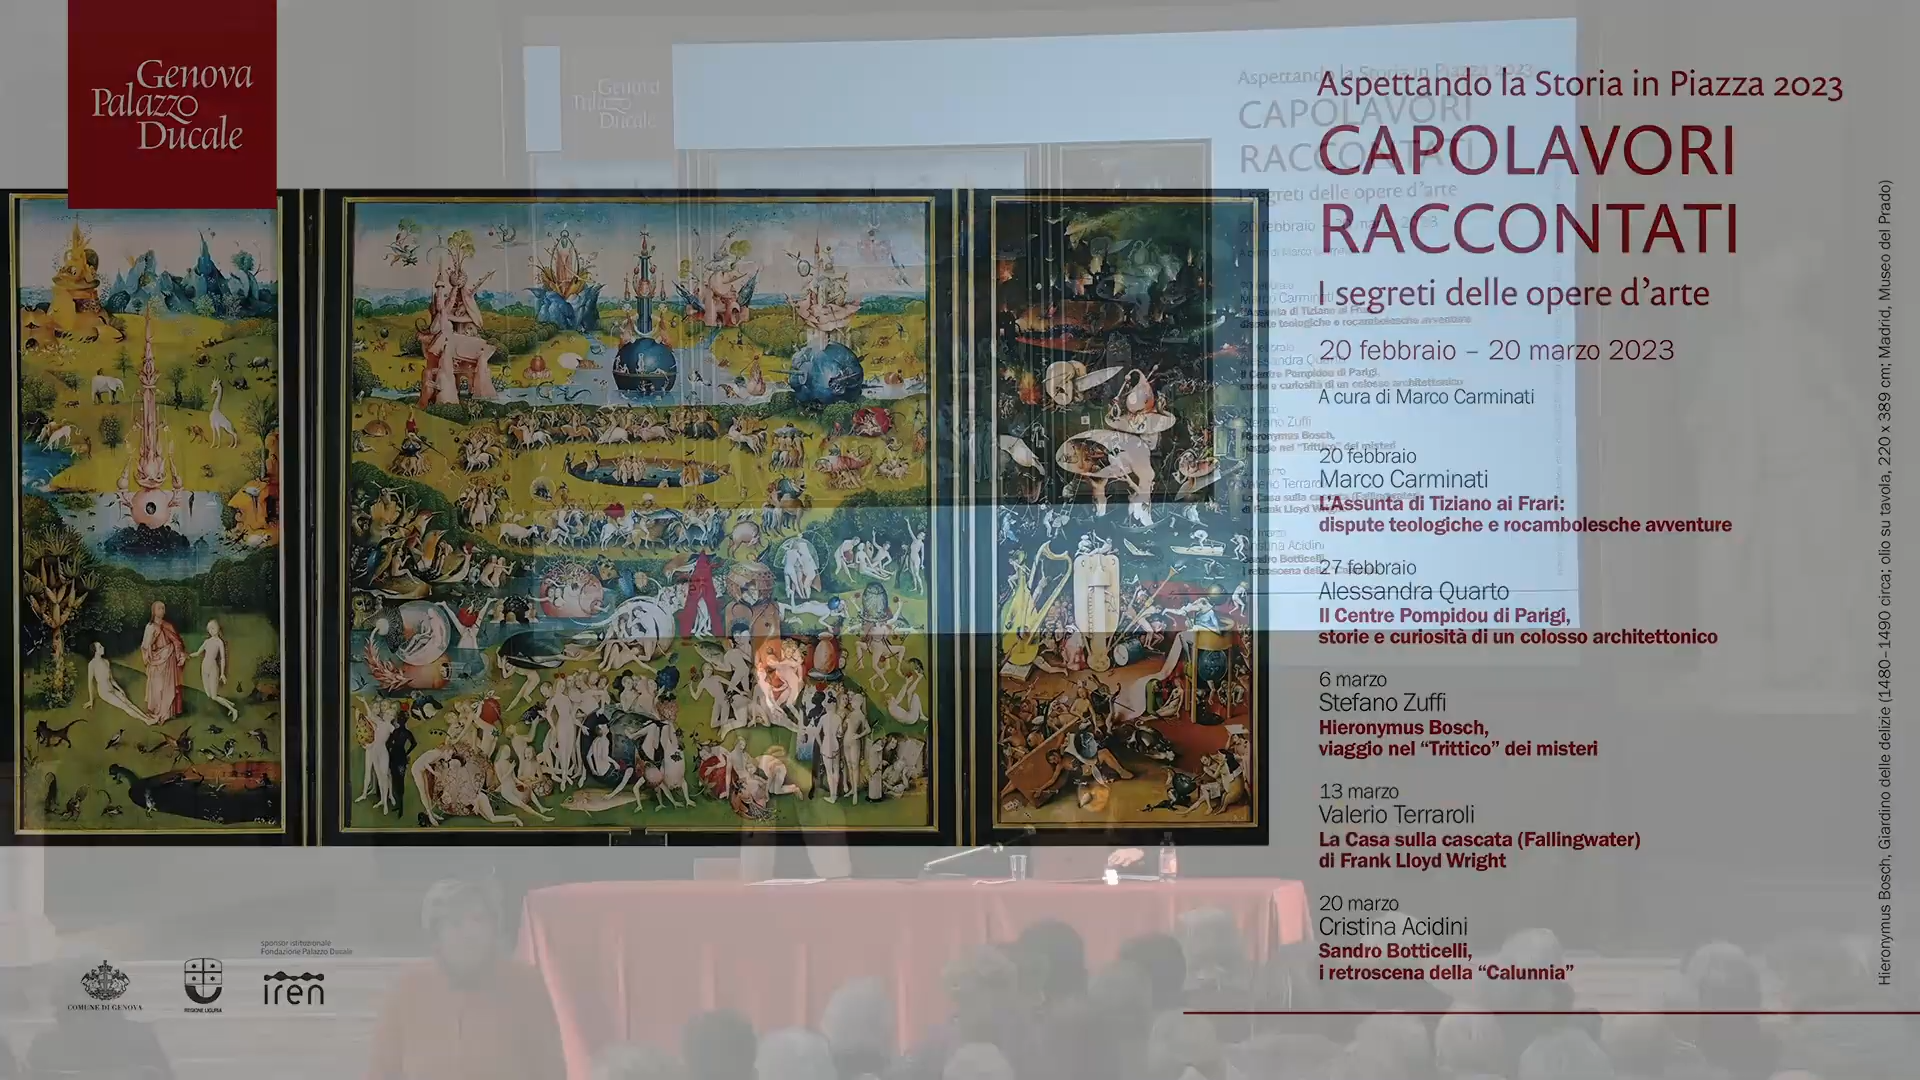 Genova
Palazzo
Ducale
Aspettando la Storia in Piazza 2023
CAPOLAVORI
RACCONTATI
I segreti delle opere d'arte
20 febbraio – 20 marzo 2023
A cura di Marco Carminati
20 febbraio
Marco Carminati
L'Assunta di Tiziano ai Frari:
dispute teologiche e rocambolesche avventure
27 febbraio
Alessandra Quarto
Il Centre Pompidou di Parigi,
storie e curiosità di un colosso architettonico
6 marzo
Stefano Zuffi
Hieronymus Bosch,
viaggio nel “Trittico” dei misteri
13 marzo
Valerio Terraroli
La Casa sulla cascata (Fallingwater)
di Frank Lloyd Wright
20 marzo
Cristina Acidini
Sandro Botticelli,
i retroscena della “Calunnia”
Hieronymus Bosch, Giardino delle delizie (1480–1490 circa; olio su tavola, 220 x 389 cm; Madrid, Museo del Prado)
sponsor istituzionale
Fondazione Palazzo Ducale
COMUNE DI GENOVA
REGIONE LIGURIA
iren